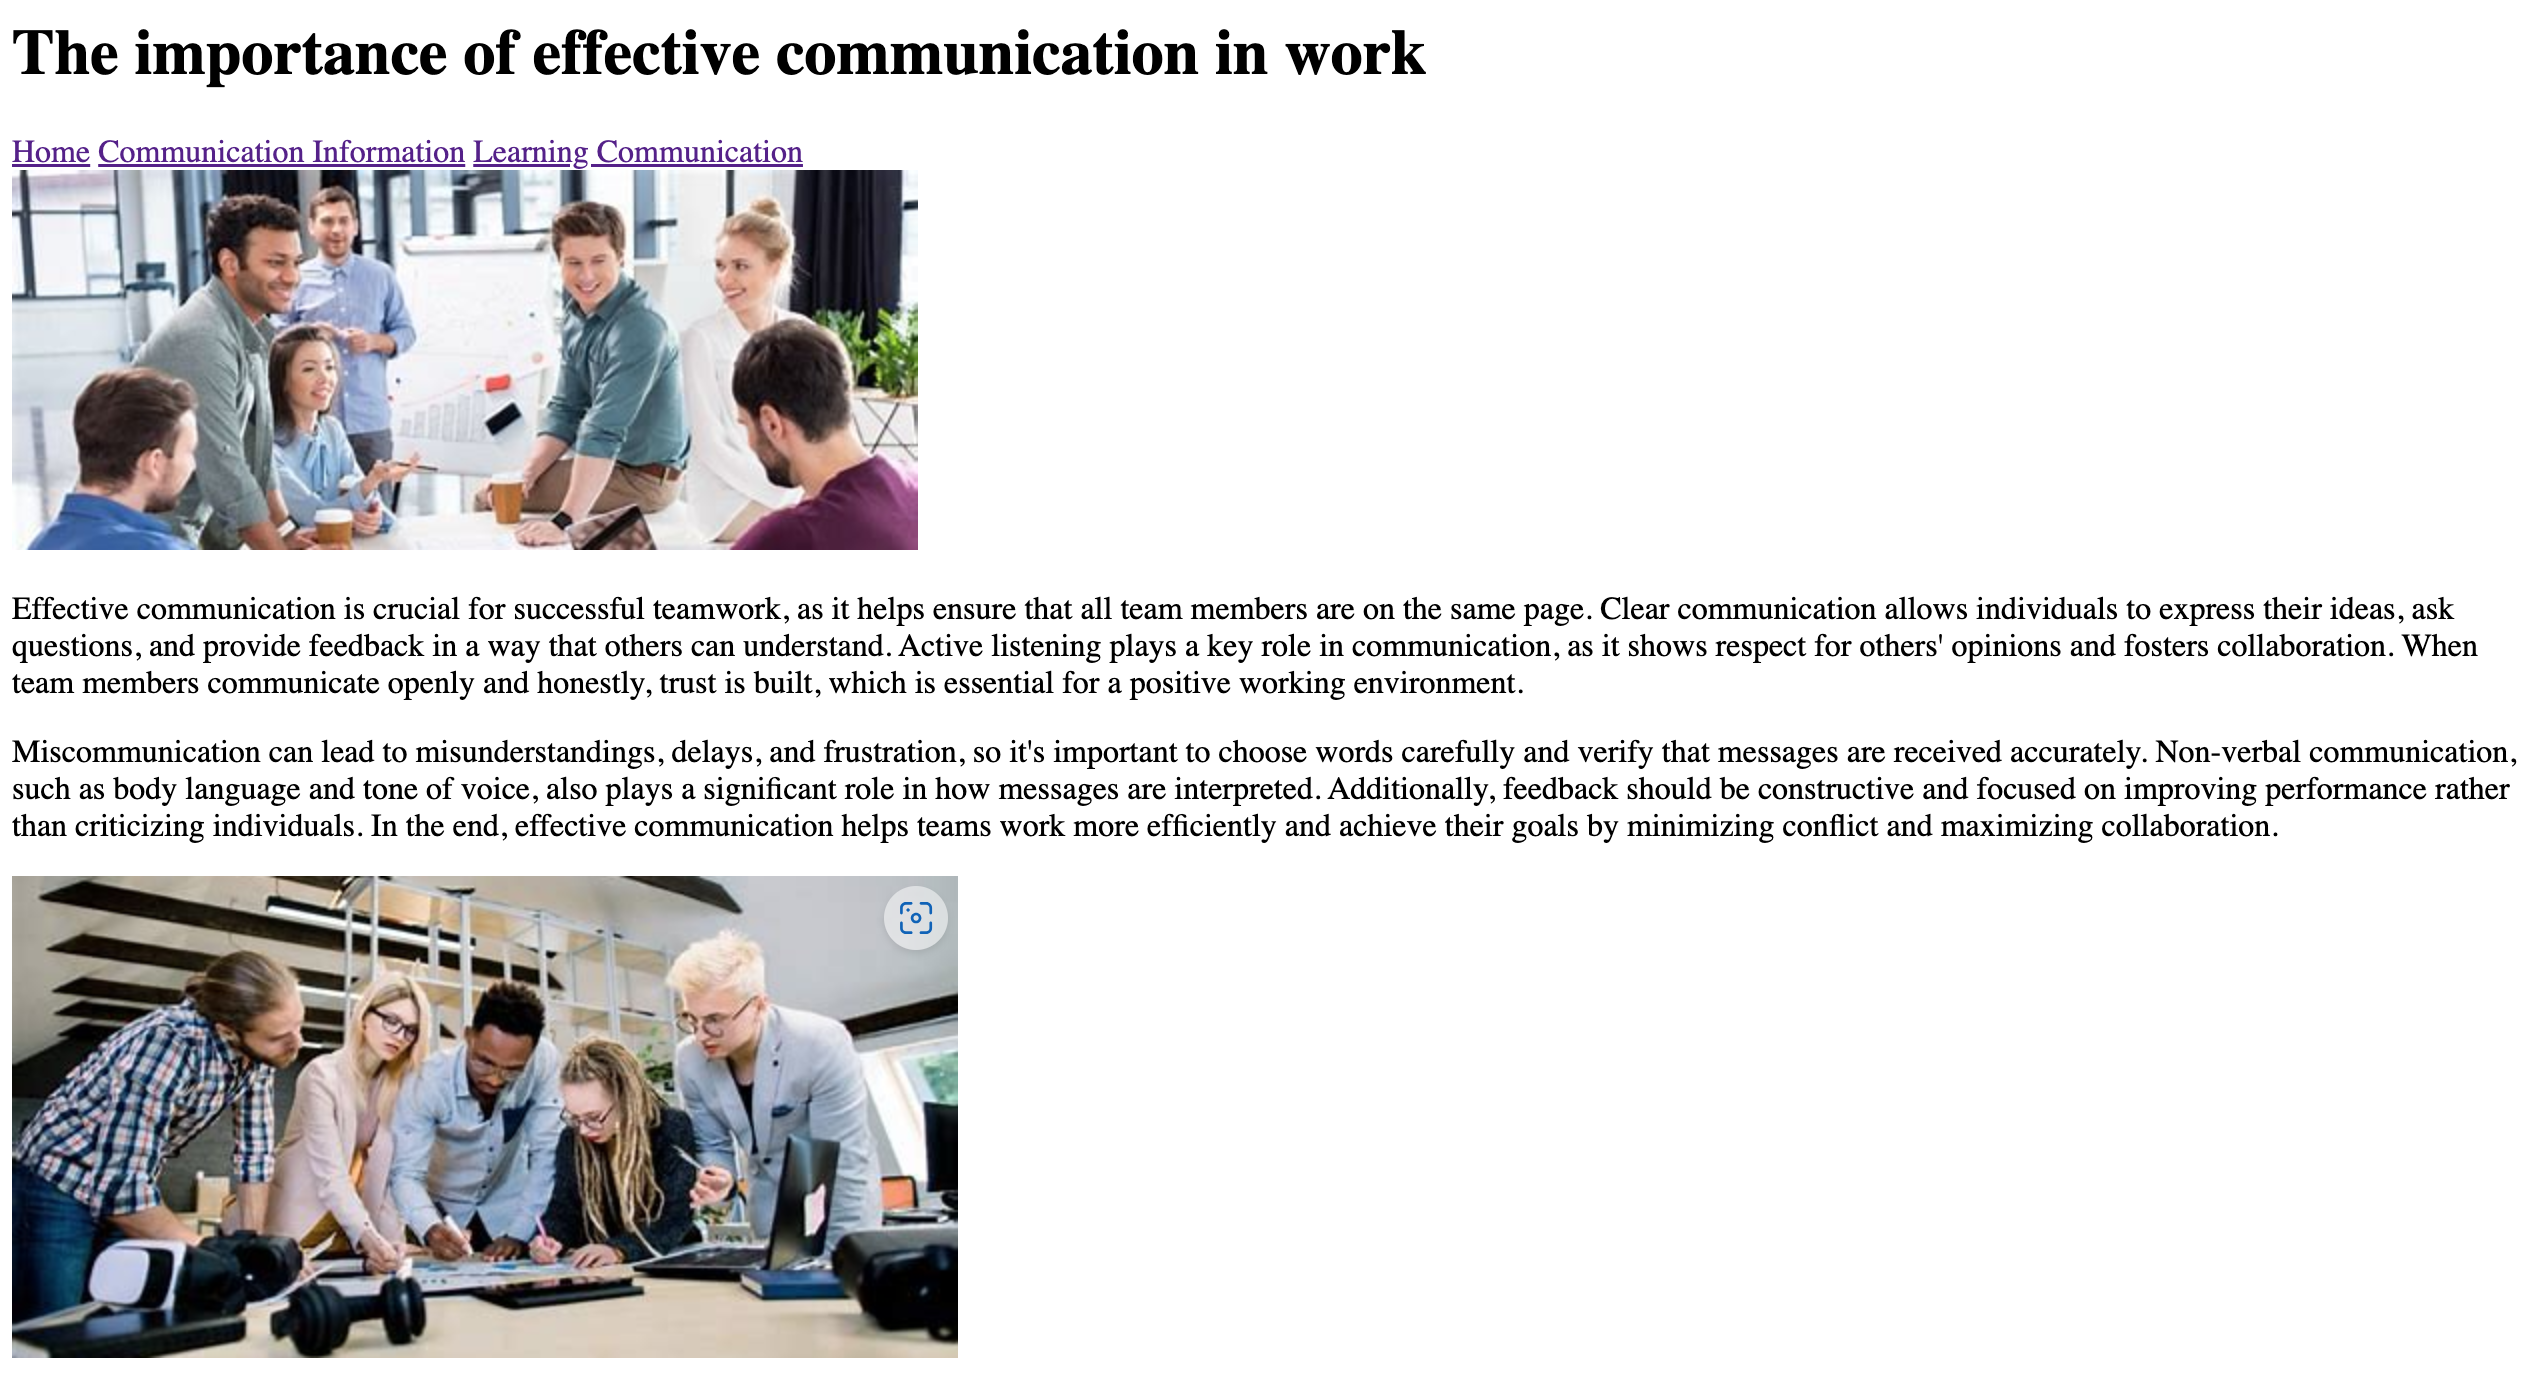 The importance of effective communication in work
Home Communication Information Learning Communication
Effective communication is crucial for successful teamwork, as it helps ensure that all team members are on the same page. Clear communication allows individuals to express their ideas, ask
questions, and provide feedback in a way that others can understand. Active listening plays a key role in communication, as it shows respect for others' opinions and fosters collaboration. When
team members communicate openly and honestly, trust is built, which is essential for a positive working environment.
Miscommunication can lead to misunderstandings, delays, and frustration, so it's important to choose words carefully and verify that messages are received accurately. Non-verbal communication,
such as body language and tone of voice, also plays a significant role in how messages are interpreted. Additionally, feedback should be constructive and focused on improving performance rather
than criticizing individuals. In the end, effective communication helps teams work more efficiently and achieve their goals by minimizing conflict and maximizing collaboration.